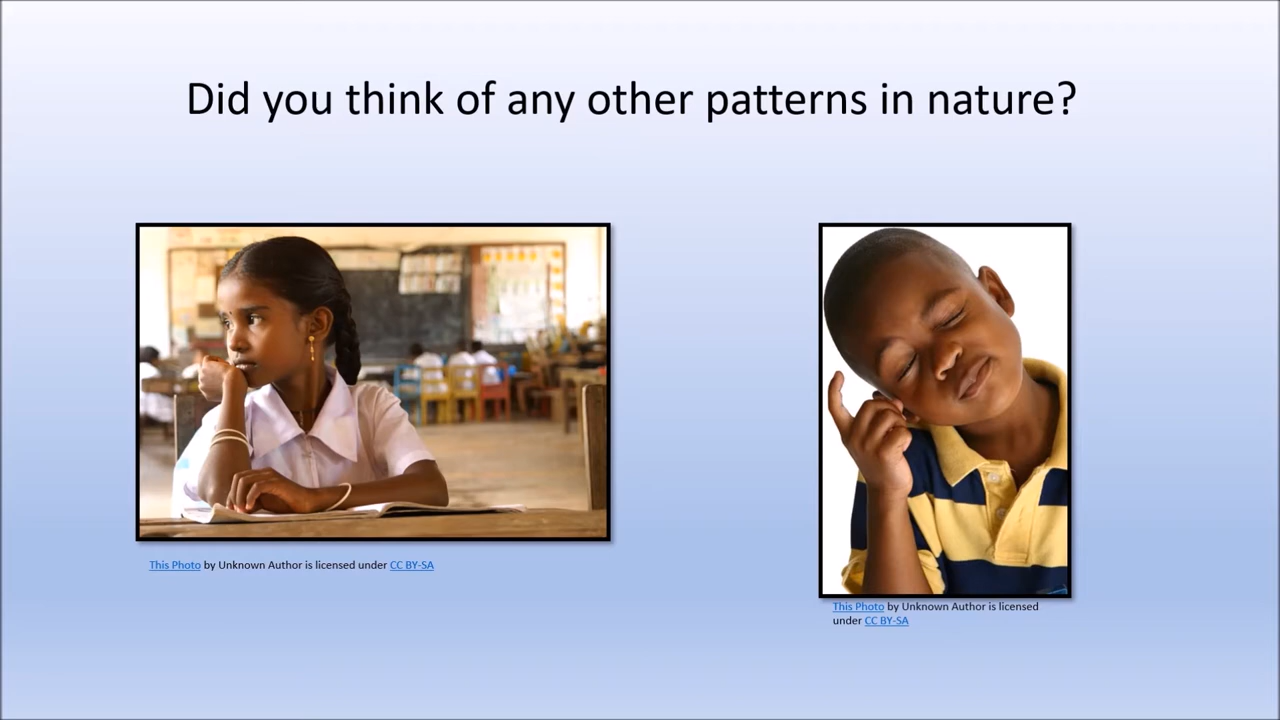 Did you think of any other patterns in nature?
This Photo by Unknown Author is licensed under CC BY-SA
This Photo by Unknown Author is licensed
under CC BY-SA